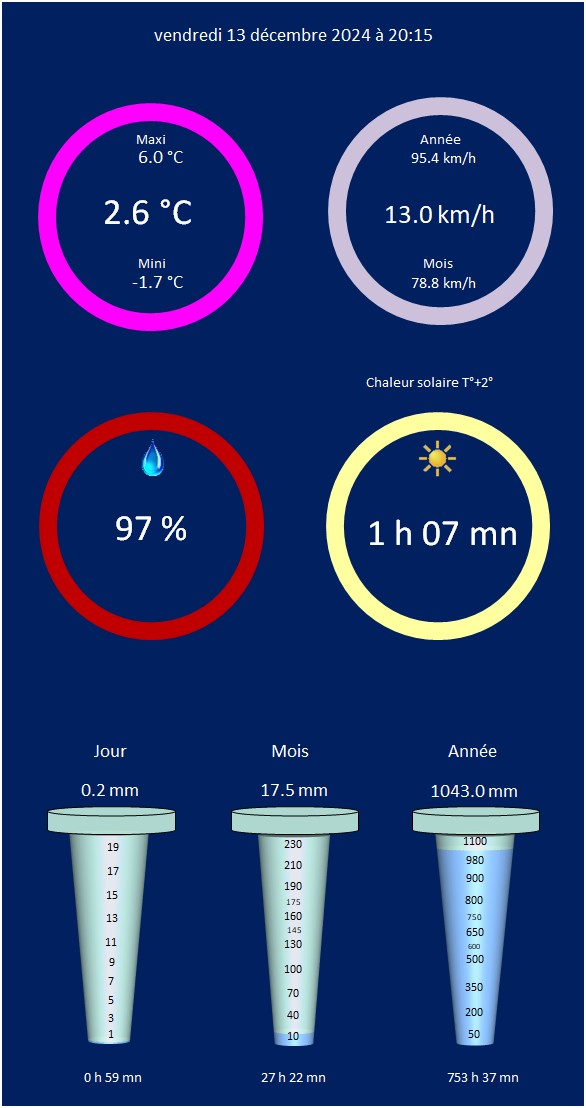 vendredi 13 décembre 2024 à 20:15
Maxi
6.0 °C
2.6 °C
Mini
-1.7 °C
Année
95.4 km/h
13.0 km/h
Mois
78.8 km/h
Chaleur solaire T°+2°
97 %
1 h 07 mn
Jour
0.2 mm
19
17
15
13
11
9
7
5
3
1
0 h 59 mn
Mois
17.5 mm
230
210
190
175
160
145
130
100
70
40
10
27 h 22 mn
Année
1043.0 mm
1100
980
900
800
750
650
600
500
350
200
50
753 h 37 mn